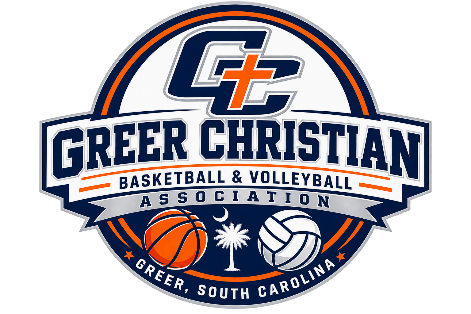 GC
GREER CHRISTIAN
BASKETBALL & VOLLEYBALL
ASSOCIATION
GREER, SOUTH CAROLINA